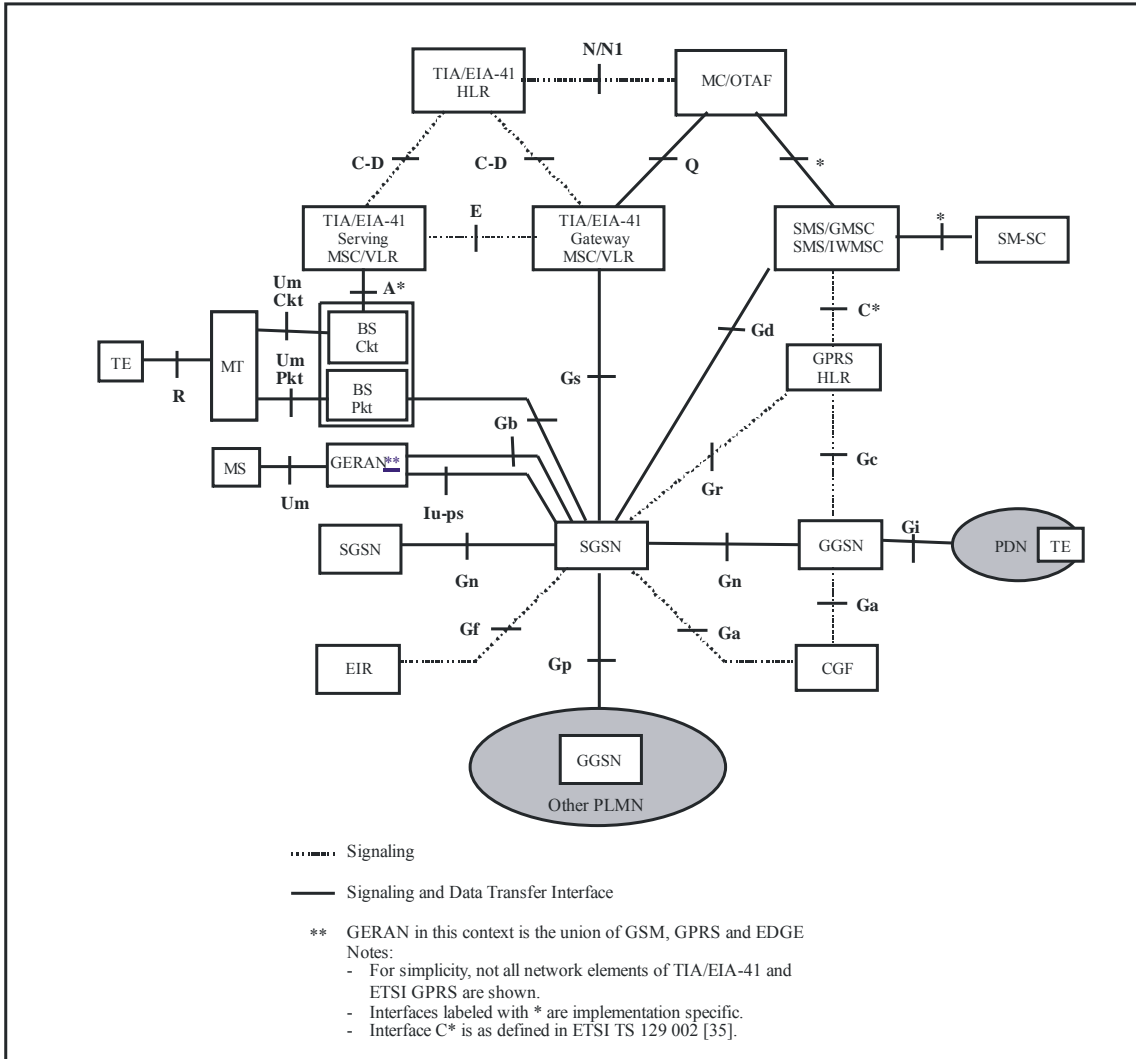 N/N1
TIA/EIA-41
HLR
MC/OTAF
C-D
C-D
Q
*
TIA/EIA-41
Serving
MSC/VLR
E
TIA/EIA-41
Gateway
MSC/VLR
SMS/GMSC
SMS/IWMSC
*
SM-SC
Um
Ckt
A*
C*
BS
Ckt
Gd
TE
MT
GPRS
HLR
R
Um
Pkt
BS
Pkt
Gs
Gb
MS
GERAN**
Gc
Um
Iu-ps
Gr
SGSN
SGSN
GGSN
Gi
PDN
TE
Gn
Gn
Ga
Gf
Ga
EIR
Gp
CGF
GGSN
Other PLMN
Signaling
Signaling and Data Transfer Interface
** GERAN in this context is the union of GSM, GPRS and EDGE
Notes:
- For simplicity, not all network elements of TIA/EIA-41 and
ETSI GPRS are shown.
- Interfaces labeled with * are implementation specific.
- Interface C* is as defined in ETSI TS 129 002 [35].